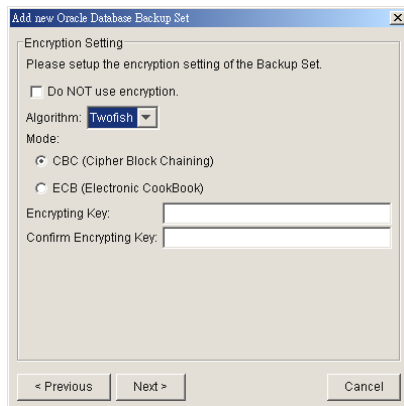 Add new Oracle Database Backup Set
Encryption Setting
Please setup the encryption setting of the Backup Set.
Do NOT use encryption.
Algorithm: Twofish
Mode:
CBC (Cipher Block Chaining)
ECB (Electronic CookBook)
Encrypting Key:
Confirm Encrypting Key:
< Previous Next > Cancel